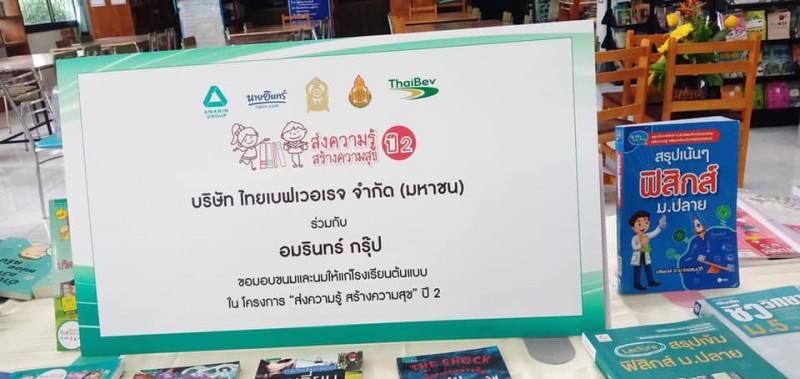 AMARIN
GROUP
นายอินทร์
naiin.com
ThaiBev
ส่งความรู้
สร้างความสุข
ปี 2
บริษัท ไทยเบฟเวอเรจ จำกัด (มหาชน)
ร่วมกับ
อมรินทร์ กรุ๊ป
ขอมอบขนมและนมให้แก่โรงเรียนต้นแบบ
ใน โครงการ “ส่งความรู้ สร้างความสุข” ปี 2
สรุปเน้นๆ
ฟิสิกส์
ม.ปลาย
Lecture
สรุปเข้ม
ฟิสิกส์ ม.ปลาย
ม.5
THE SHOCK